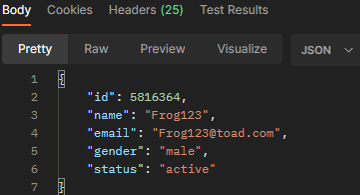 Body Cookies Headers (25) Test Results
Pretty Raw Preview Visualize JSON
1 {
2 "id": 5816364,
3 "name": "Frog123",
4 "email": "Frog123@toad.com",
5 "gender": "male",
6 "status": "active"
7 }